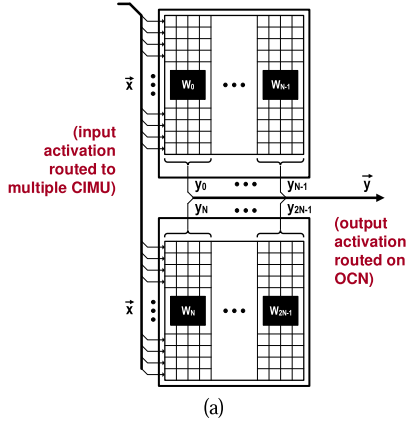 W0
WN-1
x
(input
activation
routed to
multiple CIMU)
y0
yN-1
y
yN
y2N-1
(output
activation
routed on
OCN)
x
WN
W2N-1
(a)